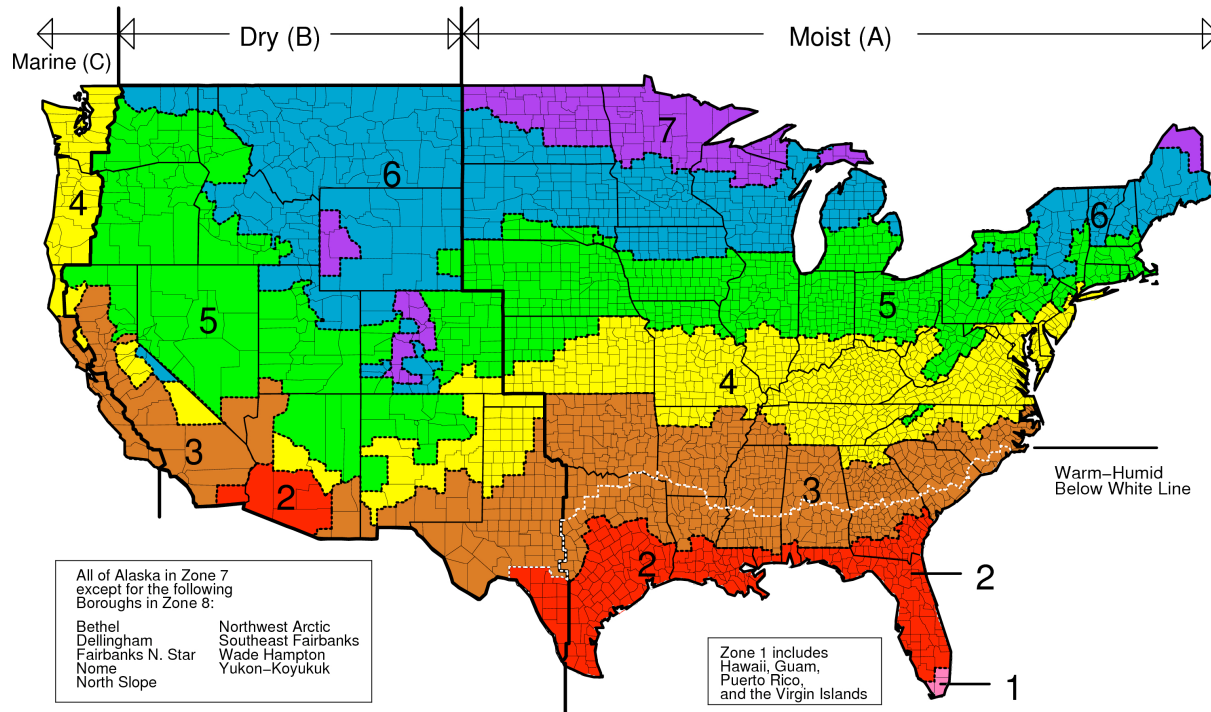 Marine (C)
Dry (B)
Moist (A)
7
6
4
6
5
5
4
3
3
2
2
2
1
Warm−Humid
Below White Line
All of Alaska in Zone 7
except for the following
Boroughs in Zone 8:
Bethel
Dellingham
Fairbanks N. Star
Nome
North Slope
Northwest Arctic
Southeast Fairbanks
Wade Hampton
Yukon−Koyukuk
Zone 1 includes
Hawaii, Guam,
Puerto Rico,
and the Virgin Islands